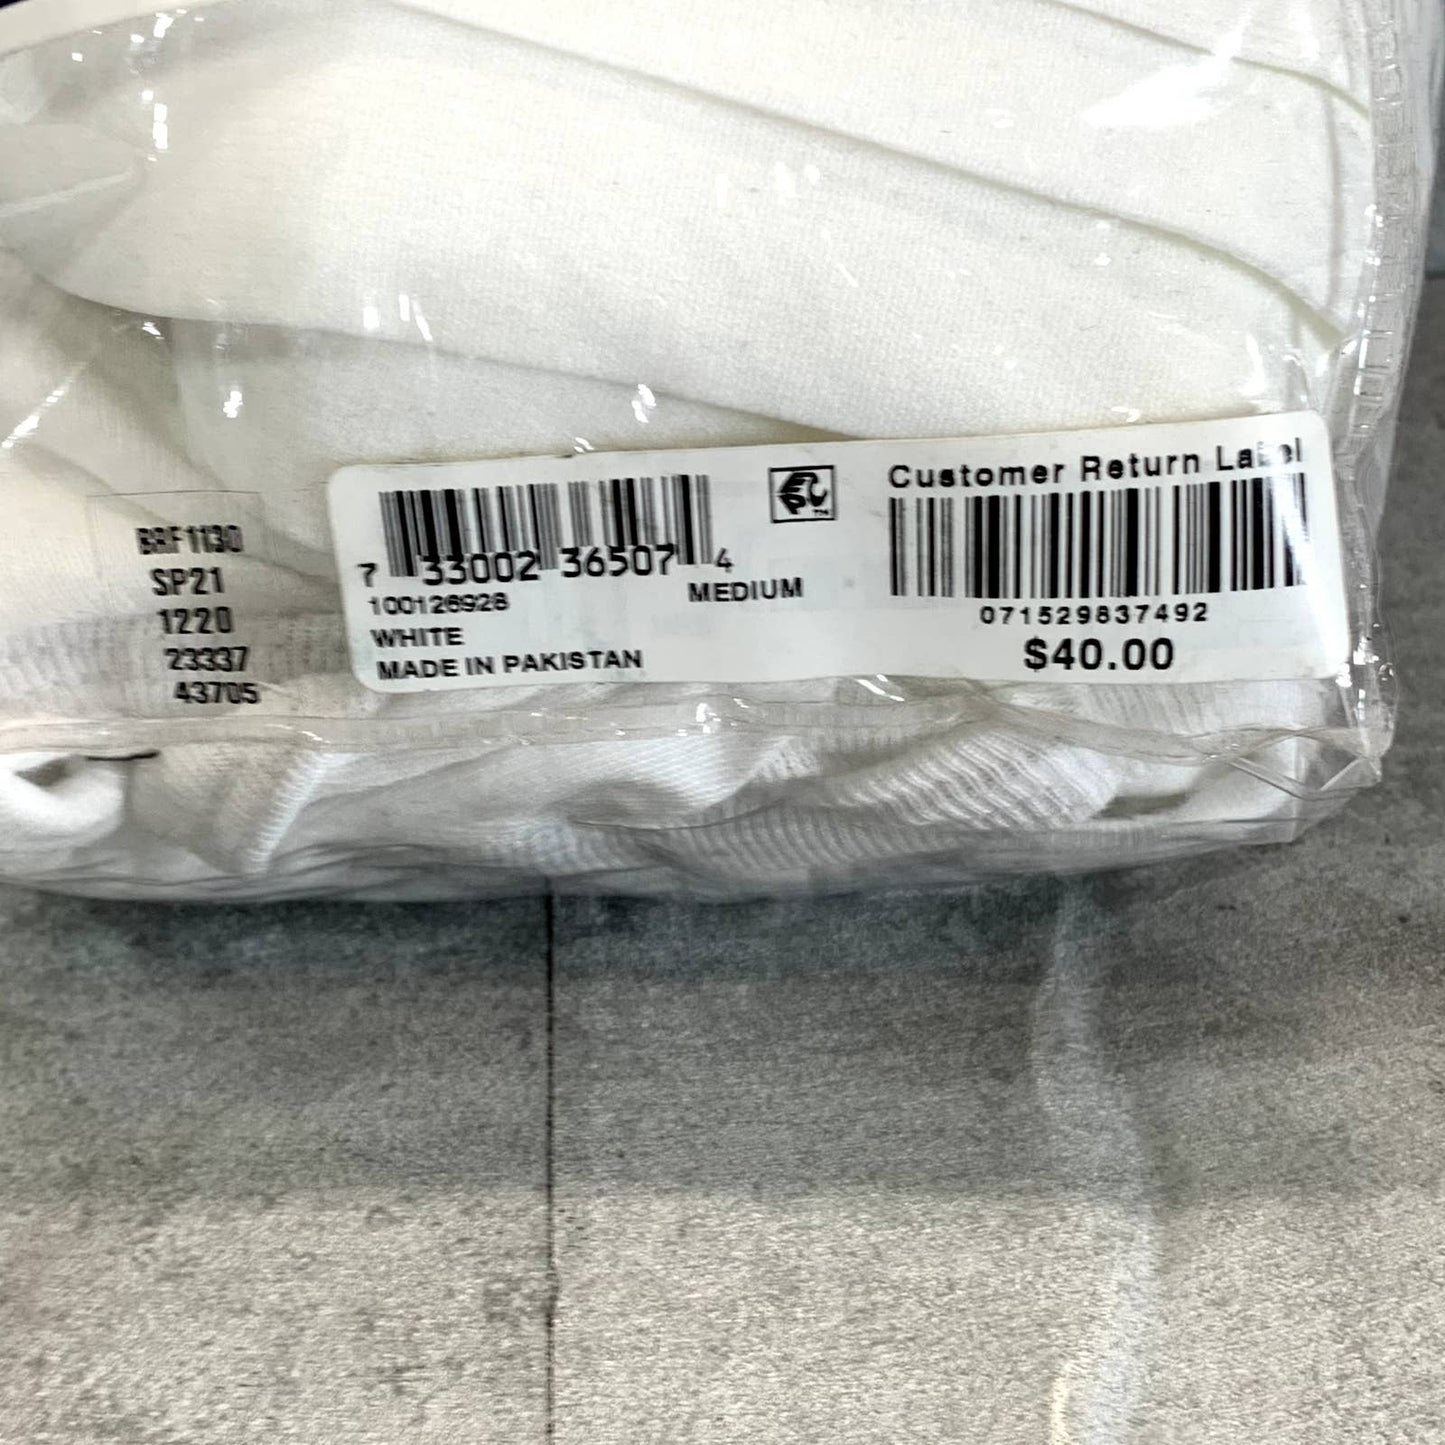 BRF1130
SP21
1220
23337
43705
7 33002 36507 4
100126928
MEDIUM
WHITE
MADE IN PAKISTAN
TM
Customer Return Label
071529837492
$40.00